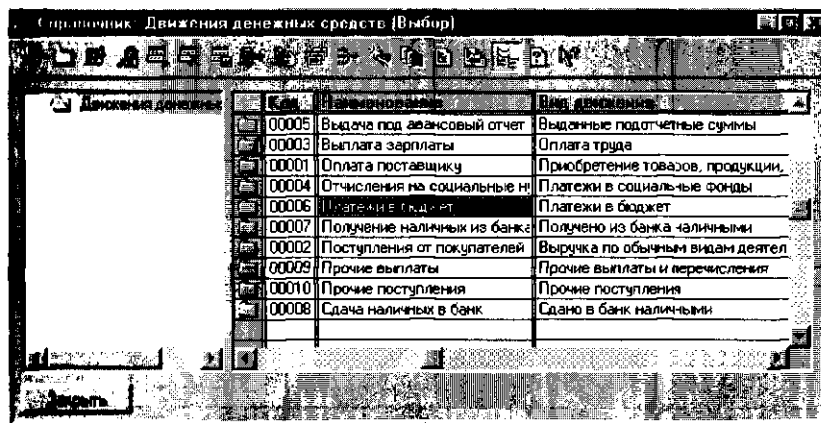 Справочник: Движения денежных средств (Выбор)
Движения денежные
Код Наименование Вид движения
00005 Выдача под авансовый отчет Выданные подотчетные суммы
00003 Выплата зарплаты Оплата труда
00001 Оплата поставщику Приобретение товаров, продукции,
00004 Отчисления на социальные н Платежи в социальные фонды
00006 Платежи в бюджет Платежи в бюджет
00007 Получение наличных из банка Получено из банка наличными
00002 Поступления от покупателей Выручка по обычным видам деятел
00009 Прочие выплаты Прочие выплаты и перечисления
00010 Прочие поступления Прочие поступления
00008 Сдача наличных в банк Сдано в банк наличными
Закрыть